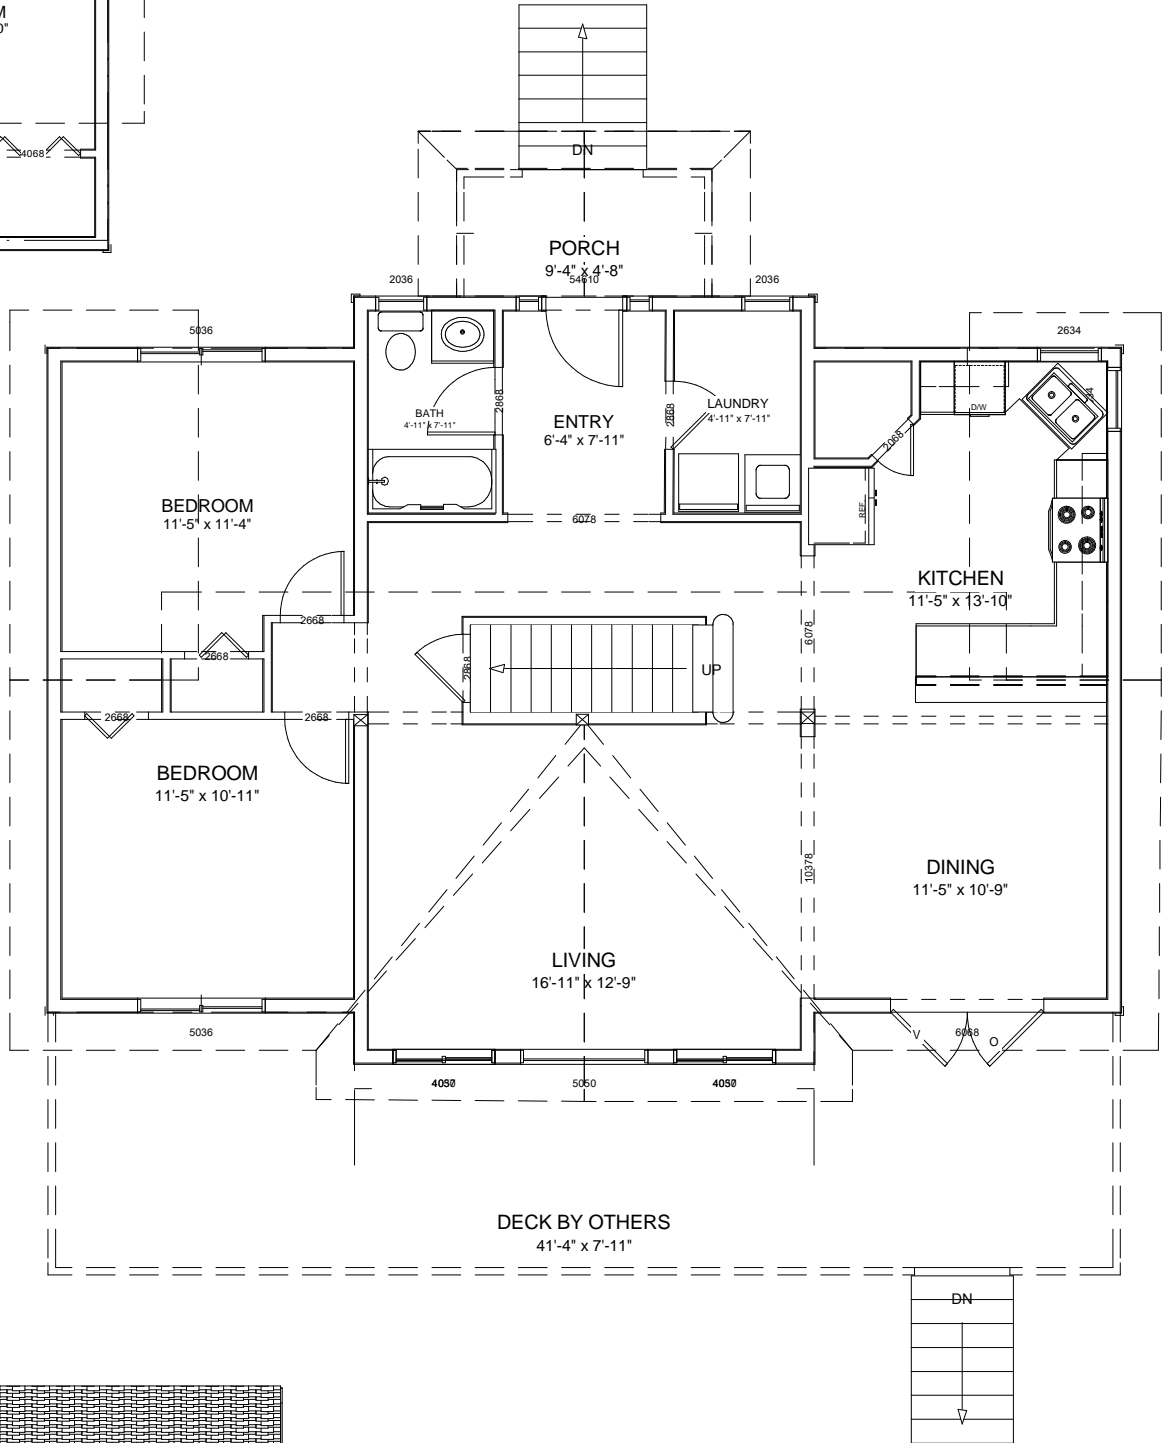 M
0"
4068
DN
PORCH
9'-4" x 4'-8"
54610
2036
2036
5036
2634
BATH
4'-11" x 7'-11"
2868
ENTRY
6'-4" x 7'-11"
2868
LAUNDRY
4'-11" x 7'-11"
D/W
2068
REF.
6078
BEDROOM
11'-5" x 11'-4"
KITCHEN
11'-5" x 13'-10"
2668
2668
2868
UP
6078
2668
2668
BEDROOM
11'-5" x 10'-11"
10378
DINING
11'-5" x 10'-9"
LIVING
16'-11" x 12'-9"
5036
V
6068
O
5050
DECK BY OTHERS
41'-4" x 7'-11"
DN